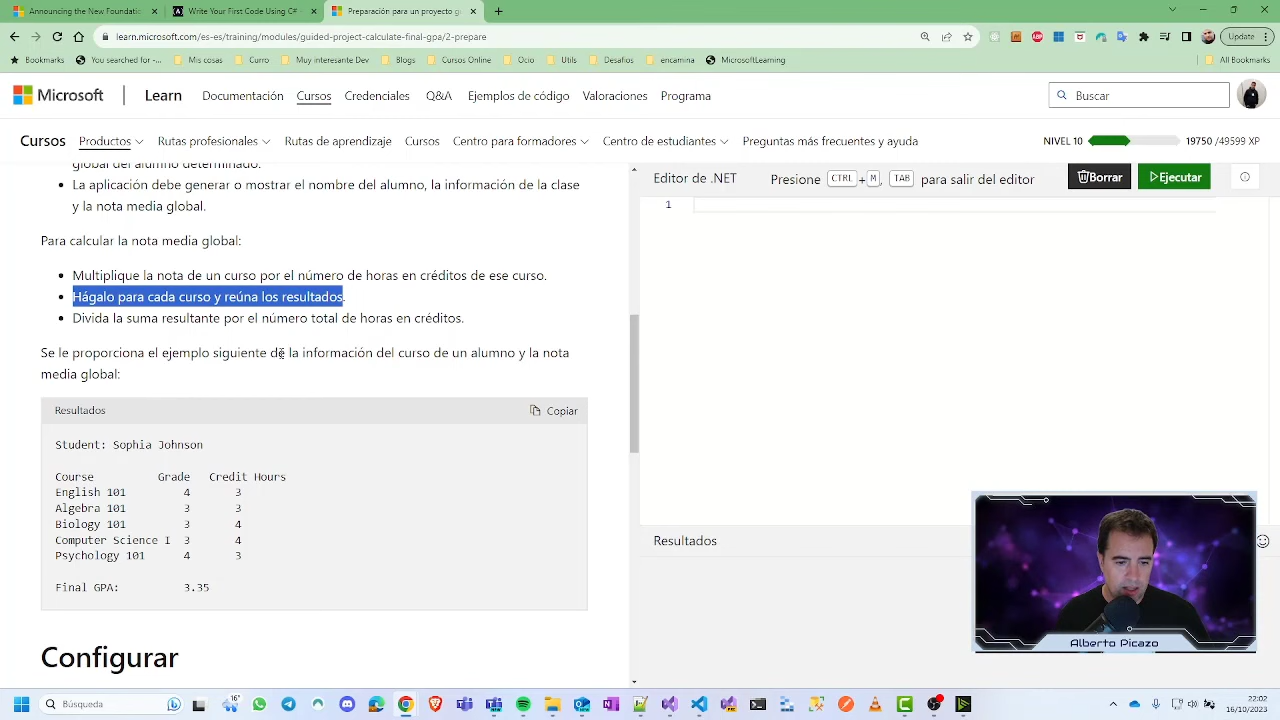 Announcing the New Foundatic
Write Your First Code Using C#
Preparación para un proyecto g
learn.microsoft.com/es-es/training/modules/guided-project-calculate-final-gpa/2-prepare
Update
Bookmarks
You searched for -...
Mis cosas
Curro
Muy interesante Dev
Blogs
Cursos Online
Ocio
Utils
Desafios
encamina
MicrosoftLearning
All Bookmarks
Microsoft
Learn
Documentación
Cursos
Credenciales
Q&A
Ejemplos de código
Valoraciones
Programa
Buscar
Cursos
Productos
Rutas profesionales
Rutas de aprendizaje
Cursos
Centro para formadores
Centro de estudiantes
Preguntas más frecuentes y ayuda
NIVEL 10
19750 /49599 XP
global del alumno determinado.
• La aplicación debe generar o mostrar el nombre del alumno, la información de la clase
y la nota media global.
Para calcular la nota media global:
• Multiplique la nota de un curso por el número de horas en créditos de ese curso.
• Hágalo para cada curso y reúna los resultados.
• Divida la suma resultante por el número total de horas en créditos.
Se le proporciona el ejemplo siguiente de la información del curso de un alumno y la nota
media global:
Resultados
Copiar
Student: Sophia Johnson
Course Grade Credit Hours
English 101 4 3
Algebra 101 3 3
Biology 101 3 4
Computer Science I 3 4
Psychology 101 4 3
Final GPA: 3.35
Configurar
Editor de .NET
Presione CTRL + M, TAB para salir del editor
Borrar
Ejecutar
1
Resultados
Alberto Picazo
Búsqueda
16°
22:02
16/10/2023